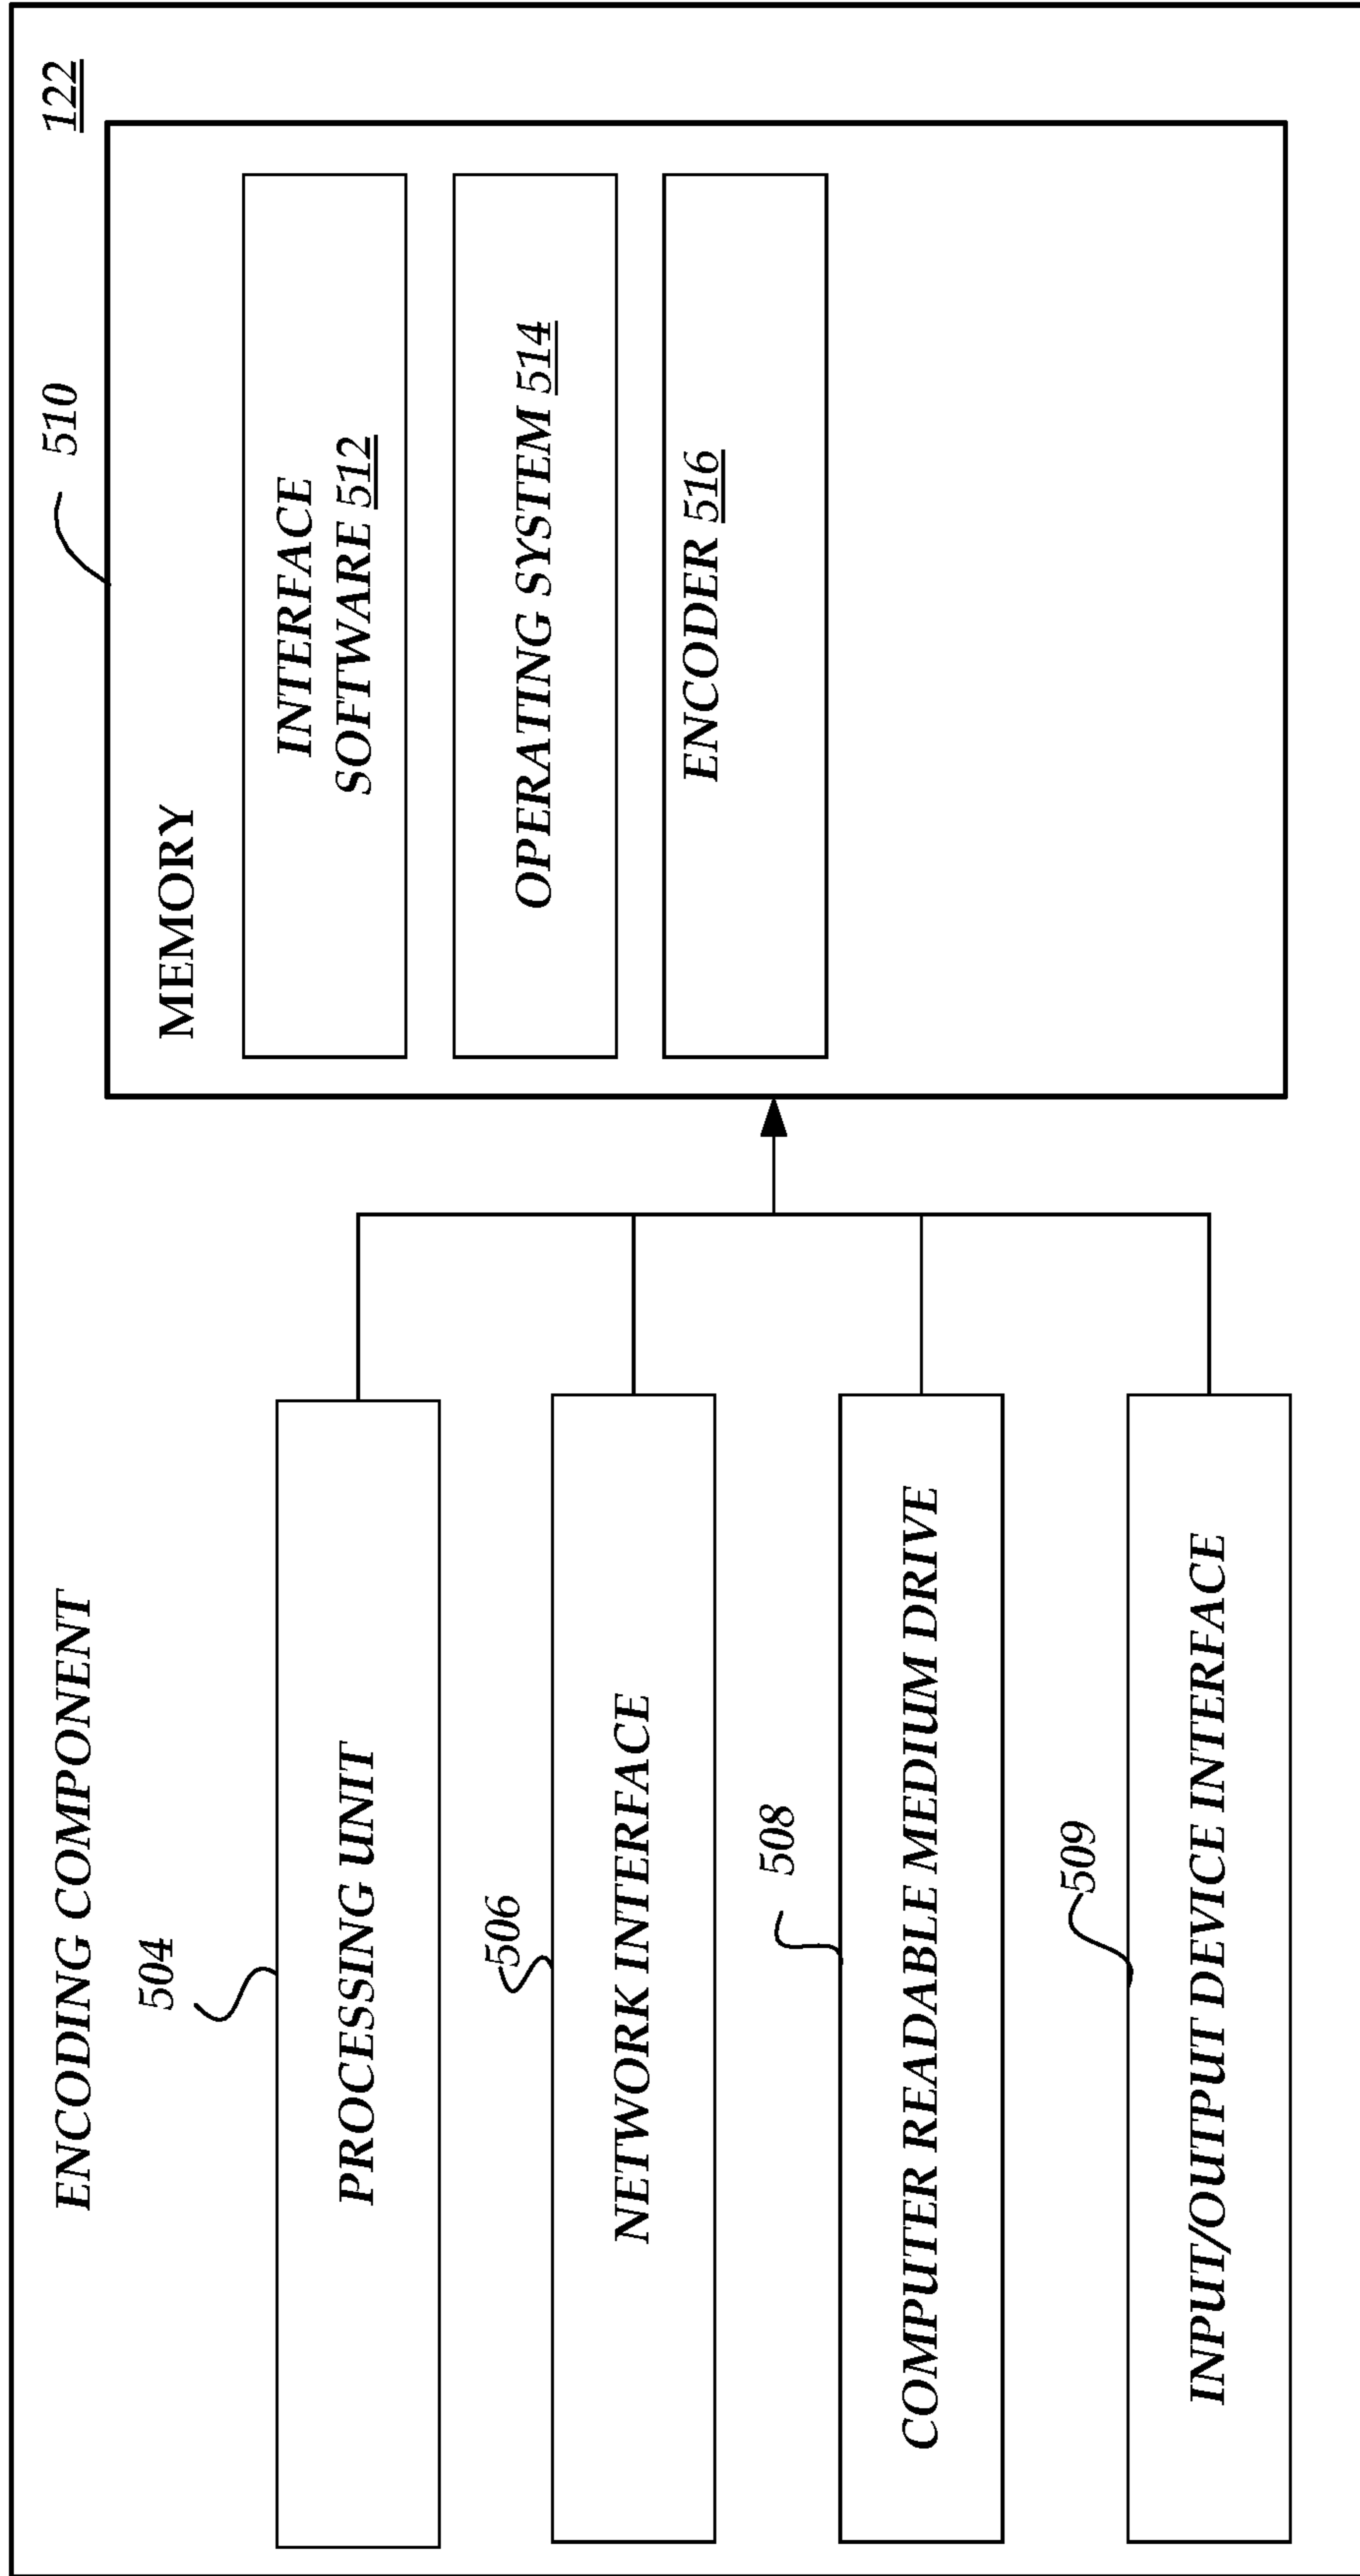 122
ENCODING COMPONENT
504
PROCESSING UNIT
506
NETWORK INTERFACE
508
COMPUTER READABLE MEDIUM DRIVE
509
INPUT/OUTPUT DEVICE INTERFACE
510
MEMORY
INTERFACE
SOFTWARE 512
OPERATING SYSTEM 514
ENCODER 516